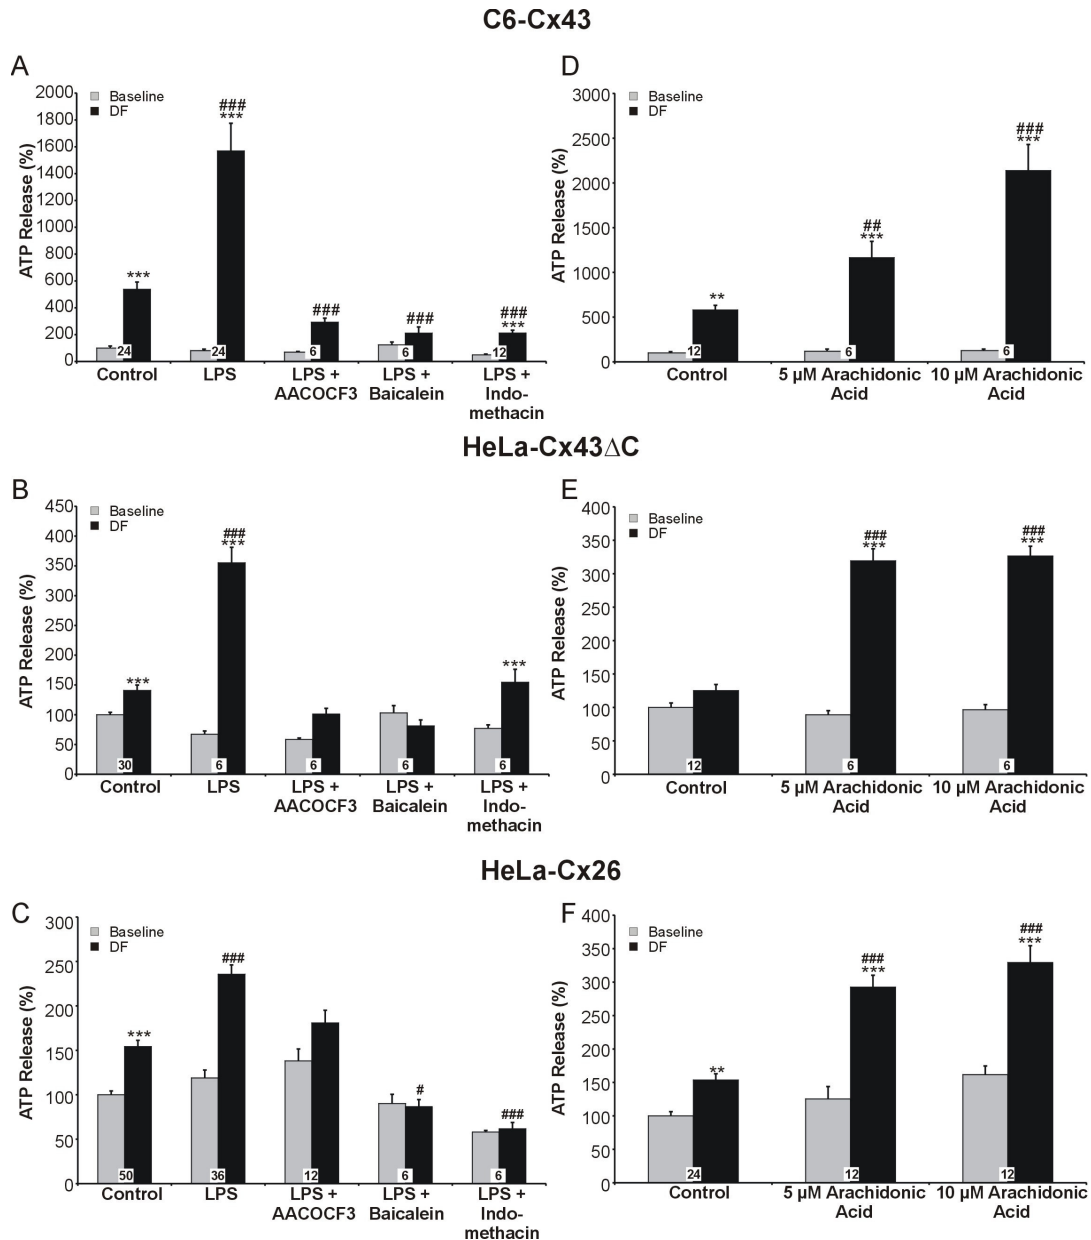 C6-Cx43
A
Baseline
DF
ATP Release (%)
2000
1800
1600
1400
1200
1000
800
600
400
200
0
***
###
***
###
###
###
***
24
24
6
6
12
Control
LPS
LPS +
AACOCF3
LPS +
Baicalein
LPS +
Indo-
methacin
D
Baseline
DF
ATP Release (%)
3000
2500
2000
1500
1000
500
0
**
##
***
###
***
12
6
6
Control
5 µM Arachidonic
Acid
10 µM Arachidonic
Acid
HeLa-Cx43∆C
B
Baseline
DF
ATP Release (%)
450
400
350
300
250
200
150
100
50
0
***
###
***
***
30
6
6
6
6
Control
LPS
LPS +
AACOCF3
LPS +
Baicalein
LPS +
Indo-
methacin
E
Baseline
DF
ATP Release (%)
400
350
300
250
200
150
100
50
0
###
***
###
***
12
6
6
Control
5 µM Arachidonic
Acid
10 µM Arachidonic
Acid
HeLa-Cx26
C
Baseline
DF
ATP Release (%)
300
250
200
150
100
50
0
***
###
#
###
50
36
12
6
6
Control
LPS
LPS +
AACOCF3
LPS +
Baicalein
LPS +
Indo-
methacin
F
Baseline
DF
ATP Release (%)
400
350
300
250
200
150
100
50
0
**
###
***
###
***
24
12
12
Control
5 µM Arachidonic
Acid
10 µM Arachidonic
Acid